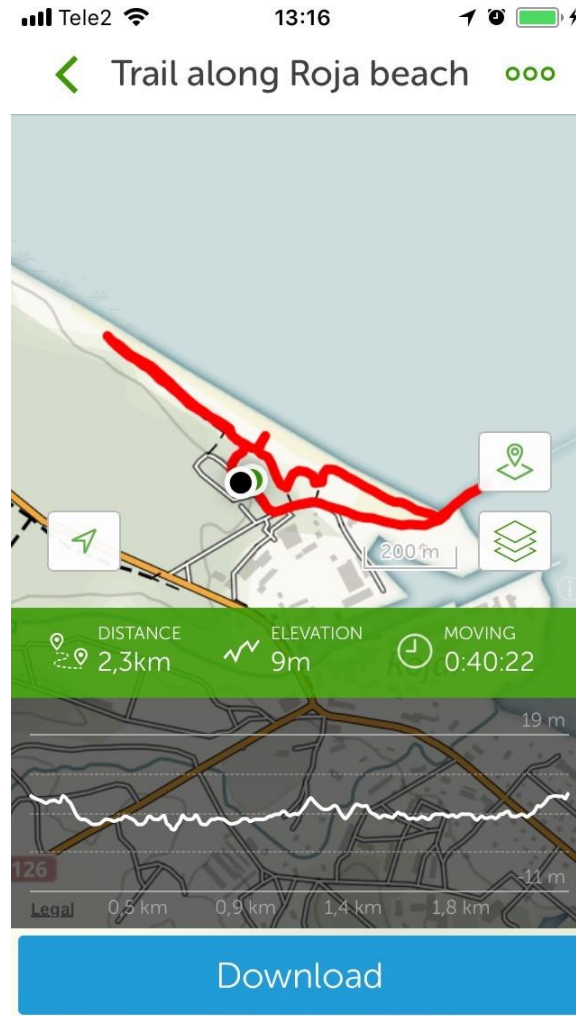 Tele2 13:16
Trail along Roja beach
200 m
DISTANCE ELEVATION MOVING
2,3km 9m 0:40:22
19 m
126
-11 m
Legal 0,5 km 0,9 km 1,4 km 1,8 km
Download